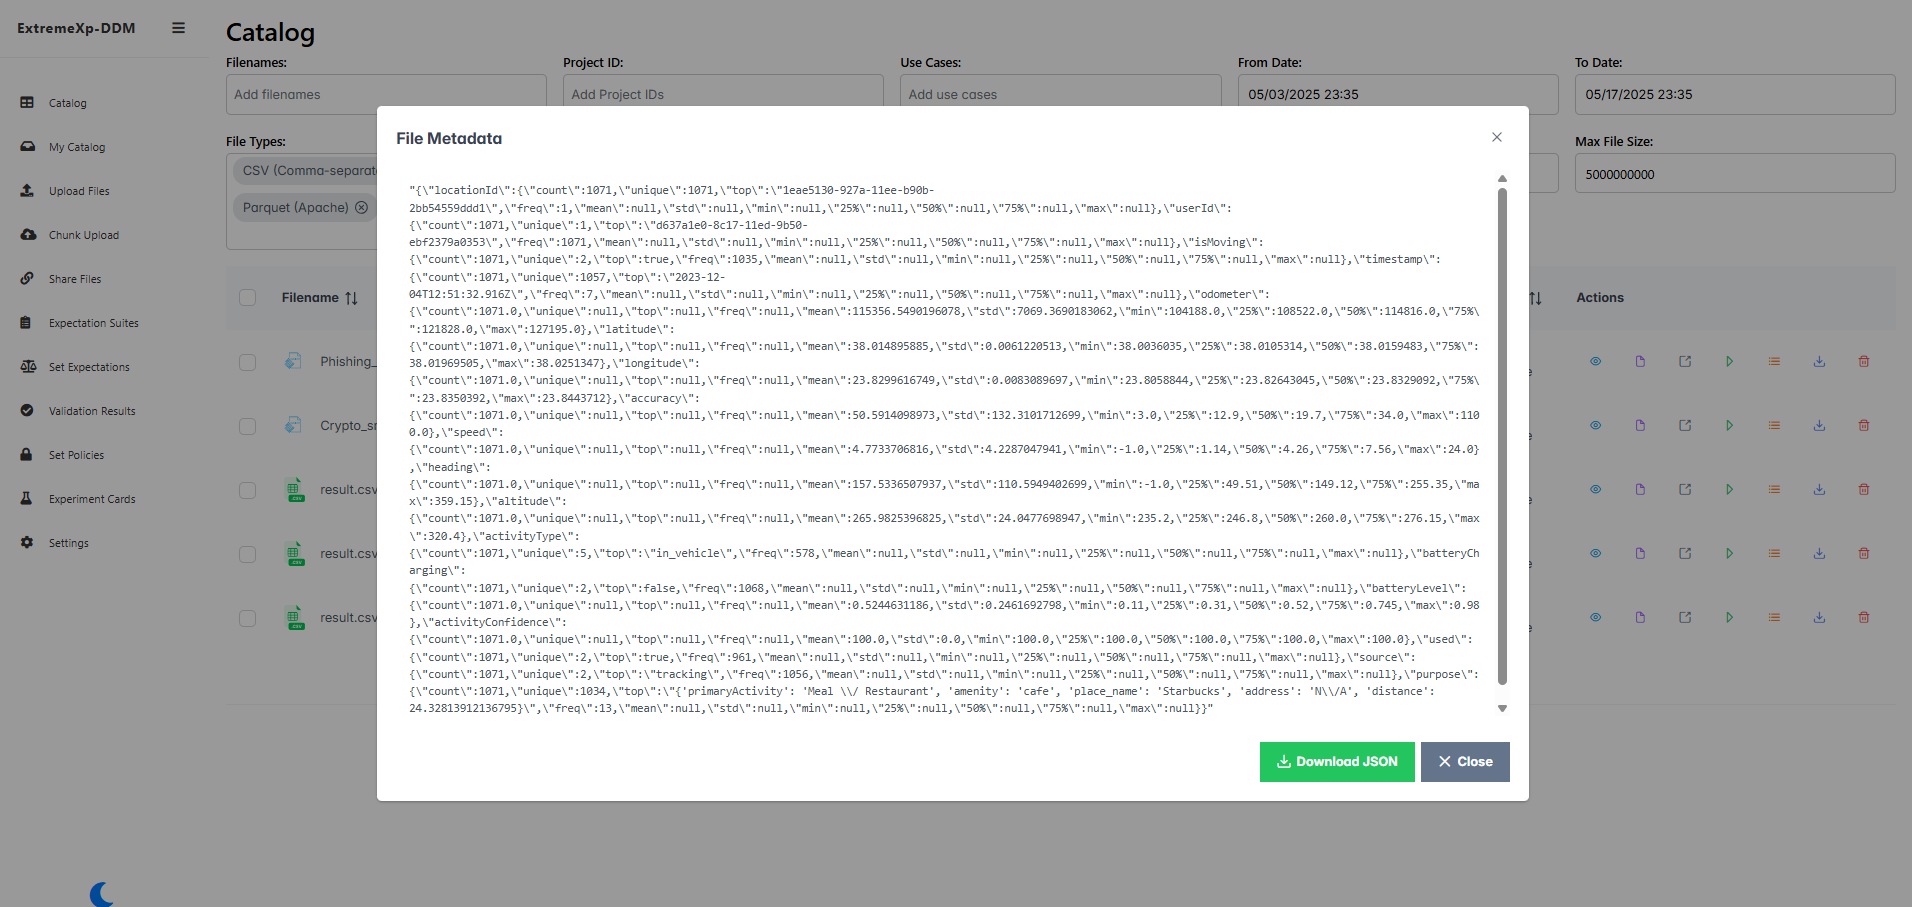 ExtremeXp-DDM
Catalog
My Catalog
Upload Files
Chunk Upload
Share Files
Expectation Suites
Set Expectations
Validation Results
Set Policies
Experiment Cards
Settings
Catalog
Filenames:
Project ID:
Use Cases:
From Date:
To Date:
Add filenames
Add Project IDs
Add use cases
05/03/2025 23:35
05/17/2025 23:35
File Types:
Max File Size:
CSV (Comma-separat
Parquet (Apache)
5000000000
Filename
Actions
Phishing_
Crypto_sr
result.csv
result.csv
result.csv
File Metadata
"{\"locationId\":{\"count\":1071,\"unique\":1071,\"top\":\"1eae5130-927a-11ee-b90b-
2bb54559ddd1\",\"freq\":1,\"mean\":null,\"std\":null,\"min\":null,\"25%\":null,\"50%\":null,\"75%\":null,\"max\":null},\"userId\":
{\"count\":1071,\"unique\":1,\"top\":\"d637a1e0-8c17-11ed-9b50-
ebf2379a0353\",\"freq\":1071,\"mean\":null,\"std\":null,\"min\":null,\"25%\":null,\"50%\":null,\"75%\":null,\"max\":null},\"isMoving\":
{\"count\":1071,\"unique\":2,\"top\":true,\"freq\":1035,\"mean\":null,\"std\":null,\"min\":null,\"25%\":null,\"50%\":null,\"75%\":null,\"max\":null},\"timestamp\":
{\"count\":1071,\"unique\":1057,\"top\":\"2023-12-
04T12:51:32.916Z\",\"freq\":7,\"mean\":null,\"std\":null,\"min\":null,\"25%\":null,\"50%\":null,\"75%\":null,\"max\":null},\"odometer\":
{\"count\":1071.0,\"unique\":null,\"top\":null,\"freq\":null,\"mean\":115356.5490196078,\"std\":7069.3690183062,\"min\":104188.0,\"25%\":108522.0,\"50%\":114816.0,\"75%\
":121828.0,\"max\":127195.0},\"latitude\":
{\"count\":1071.0,\"unique\":null,\"top\":null,\"freq\":null,\"mean\":38.014895885,\"std\":0.0061220513,\"min\":38.0036035,\"25%\":38.0105314,\"50%\":38.0159483,\"75%\":
38.01969505,\"max\":38.0251347},\"longitude\":
{\"count\":1071.0,\"unique\":null,\"top\":null,\"freq\":null,\"mean\":23.8299616749,\"std\":0.0083089697,\"min\":23.8058844,\"25%\":23.82643045,\"50%\":23.8329092,\"75%
\":23.8350392,\"max\":23.8443712},\"accuracy\":
{\"count\":1071.0,\"unique\":null,\"top\":null,\"freq\":null,\"mean\":50.5914098973,\"std\":132.3101712699,\"min\":3.0,\"25%\":12.9,\"50%\":19.7,\"75%\":34.0,\"max\":110
0.0},\"speed\":
{\"count\":1071.0,\"unique\":null,\"top\":null,\"freq\":null,\"mean\":4.7733706816,\"std\":4.2287047941,\"min\":-1.0,\"25%\":1.14,\"50%\":4.26,\"75%\":7.56,\"max\":24.0}
,\"heading\":
{\"count\":1071.0,\"unique\":null,\"top\":null,\"freq\":null,\"mean\":157.5336507937,\"std\":110.5949402699,\"min\":-1.0,\"25%\":49.51,\"50%\":149.12,\"75%\":255.35,\"ma
x\":359.15},\"altitude\":
{\"count\":1071.0,\"unique\":null,\"top\":null,\"freq\":null,\"mean\":265.9825396825,\"std\":24.0477698947,\"min\":235.2,\"25%\":246.8,\"50%\":260.0,\"75%\":276.15,\"max
\":320.4},\"activityType\":
{\"count\":1071,\"unique\":5,\"top\":\"in_vehicle\",\"freq\":578,\"mean\":null,\"std\":null,\"min\":null,\"25%\":null,\"50%\":null,\"75%\":null,\"max\":null},\"batteryCh
arging\":
{\"count\":1071,\"unique\":2,\"top\":false,\"freq\":1068,\"mean\":null,\"std\":null,\"min\":null,\"25%\":null,\"50%\":null,\"75%\":null,\"max\":null},\"batteryLevel\":
{\"count\":1071.0,\"unique\":null,\"top\":null,\"freq\":null,\"mean\":0.5244631186,\"std\":0.2461692798,\"min\":0.11,\"25%\":0.31,\"50%\":0.52,\"75%\":0.745,\"max\":0.98
},\"activityConfidence\":
{\"count\":1071.0,\"unique\":null,\"top\":null,\"freq\":null,\"mean\":100.0,\"std\":0.0,\"min\":100.0,\"25%\":100.0,\"50%\":100.0,\"75%\":100.0,\"max\":100.0},\"used\":
{\"count\":1071,\"unique\":2,\"top\":true,\"freq\":961,\"mean\":null,\"std\":null,\"min\":null,\"25%\":null,\"50%\":null,\"75%\":null,\"max\":null},\"source\":
{\"count\":1071,\"unique\":2,\"top\":\"tracking\",\"freq\":1056,\"mean\":null,\"std\":null,\"min\":null,\"25%\":null,\"50%\":null,\"75%\":null,\"max\":null},\"purpose\":
{\"count\":1071,\"unique\":1034,\"top\":\"{'primaryActivity': 'Meal \\/ Restaurant', 'amenity': 'cafe', 'place_name': 'Starbucks', 'address': 'N\\/A', 'distance':
24.32813912136795}\",\"freq\":13,\"mean\":null,\"std\":null,\"min\":null,\"25%\":null,\"50%\":null,\"75%\":null,\"max\":null}}"
Download JSON
Close